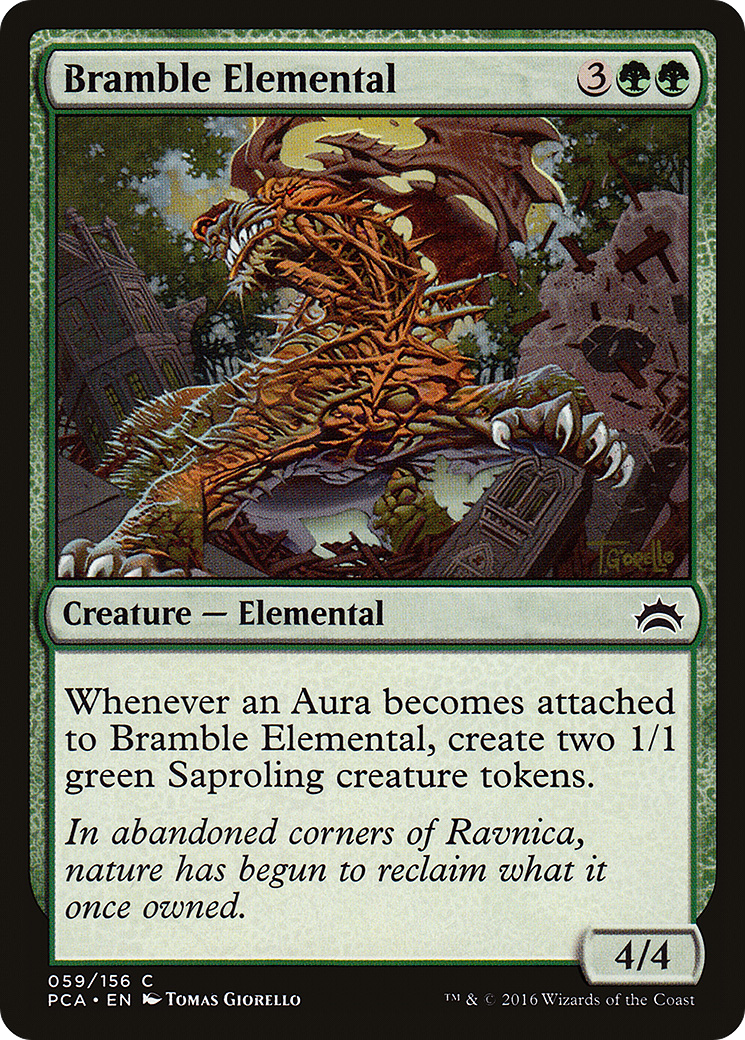 Bramble Elemental 3
T.Giorello
Creature — Elemental
Whenever an Aura becomes attached
to Bramble Elemental, create two 1/1
green Saproling creature tokens.
In abandoned corners of Ravnica,
nature has begun to reclaim what it
once owned.
4/4
059/156 C
PCA • EN Tomas Giorello
™ & © 2016 Wizards of the Coast